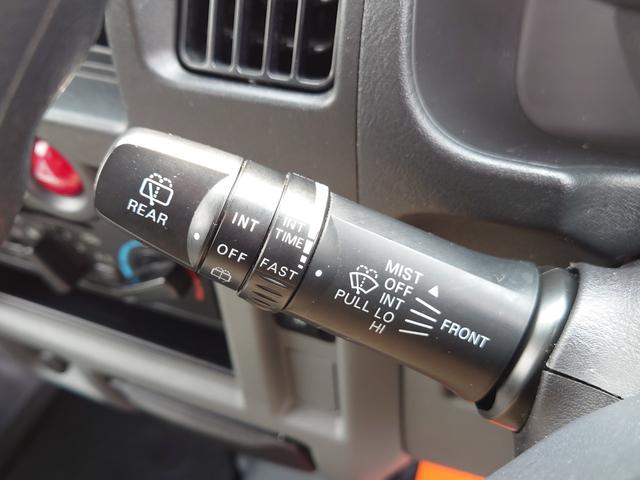 REAR
INT
OFF
INT
TIME
FAST
MIST
OFF
INT
PULL LO
HI
FRONT